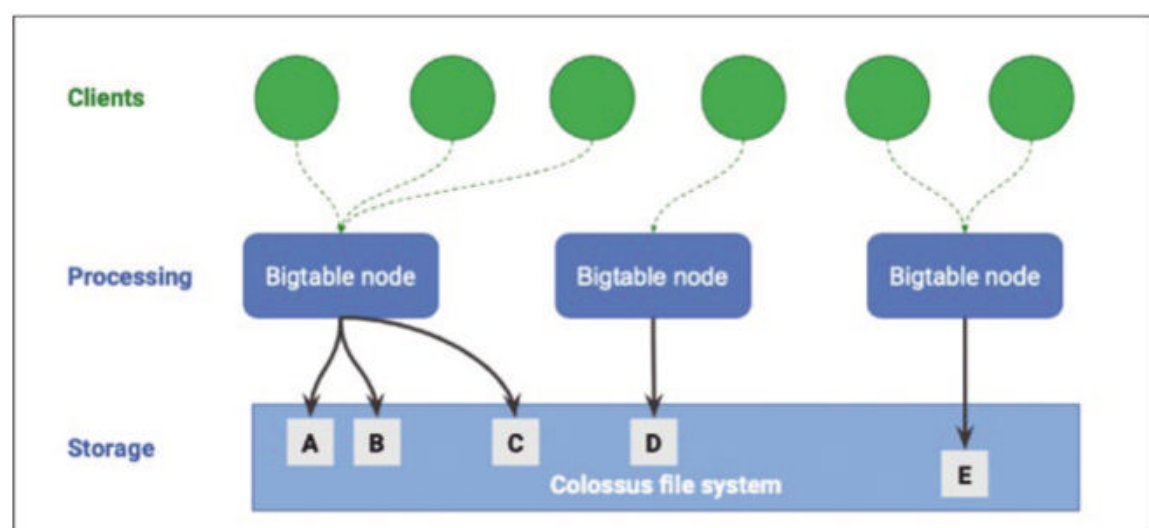 Clients
Processing
Bigtable node
Bigtable node
Bigtable node
Storage
A
B
C
D
E
Colossus file system